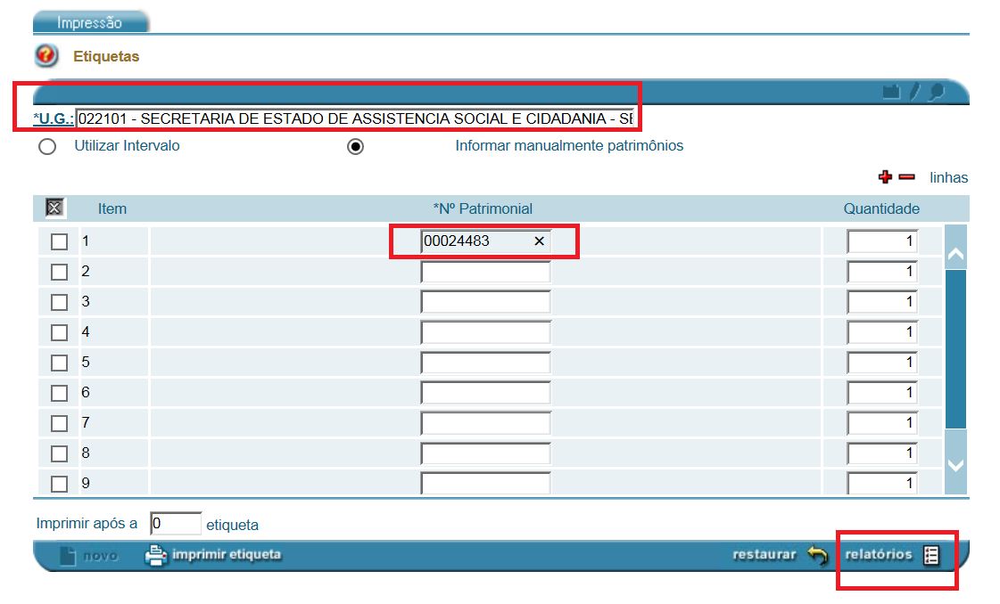 Impressão
Etiquetas
*U.G.: 022101 - SECRETARIA DE ESTADO DE ASSISTENCIA SOCIAL E CIDADANIA - SE
Utilizar Intervalo Informar manualmente patrimônios
linhas
Item *Nº Patrimonial Quantidade
1 00024483 1
2 1
3 1
4 1
5 1
6 1
7 1
8 1
9 1
Imprimir após a 0 etiqueta
novo imprimir etiqueta restaurar relatórios